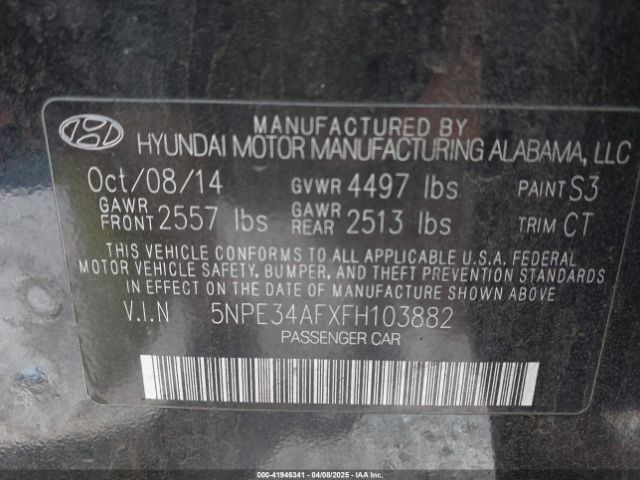 MANUFACTURED BY
HYUNDAI MOTOR MANUFACTURING ALABAMA, LLC
Oct/08/14 GVWR 4497 lbs PAINT S3
GAWR FRONT 2557 lbs GAWR REAR 2513 lbs TRIM CT
THIS VEHICLE CONFORMS TO ALL APPLICABLE U.S.A. FEDERAL
MOTOR VEHICLE SAFETY, BUMPER, AND THEFT PREVENTION STANDARDS
IN EFFECT ON THE DATE OF MANUFACTURE SHOWN ABOVE
V.I.N 5NPE34AFXFH103882
PASSENGER CAR
000-41946341 - 04/08/2025 - IAAI.COM